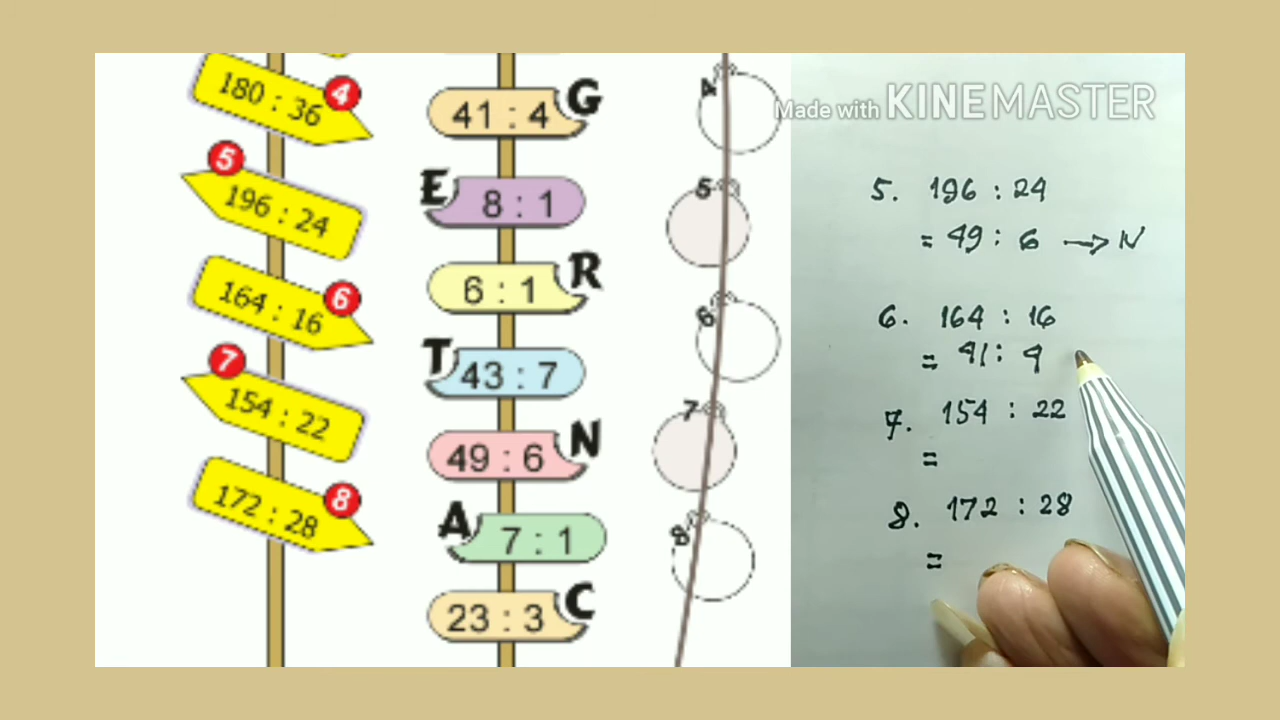 180 : 36
4
5
196 : 24
164 : 16
6
7
154 : 22
172 : 28
8
41 : 4
G
E
8 : 1
6 : 1
R
T
43 : 7
49 : 6
N
A
7 : 1
23 : 3
C
4
5
6
7
8
Made with KINEMASTER
5. 196 : 24
= 49 : 6 → N
6. 164 : 16
= 41 : 4
7. 154 : 22
=
8. 172 : 28
=